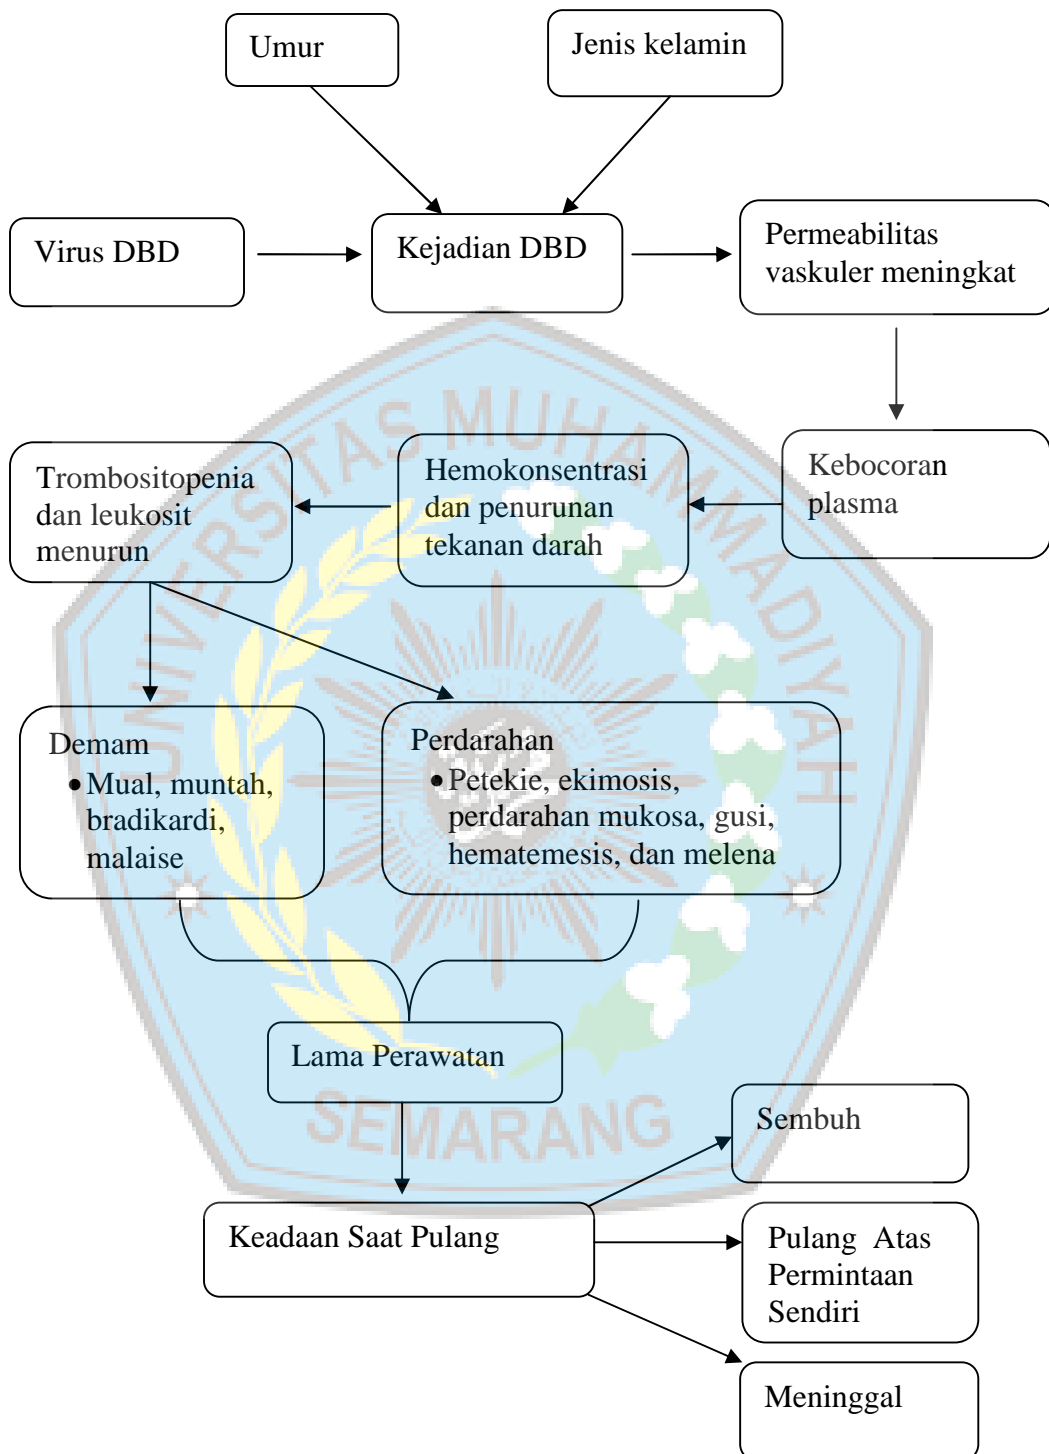 Umur
Jenis kelamin
Virus DBD
Kejadian DBD
Permeabilitas
vaskuler meningkat
Trombositopenia
dan leukosit
menurun
Hemokonsentrasi
dan penurunan
tekanan darah
Kebocoran
plasma
Demam
• Mual, muntah,
bradikardi,
malaise
Perdarahan
• Petekie, ekimosis,
perdarahan mukosa, gusi,
hematemesis, dan melena
Lama Perawatan
Sembuh
Keadaan Saat Pulang
Pulang Atas
Permintaan
Sendiri
Meninggal
UNIVERSITAS MUHAMMADIYAH
SEMARANG